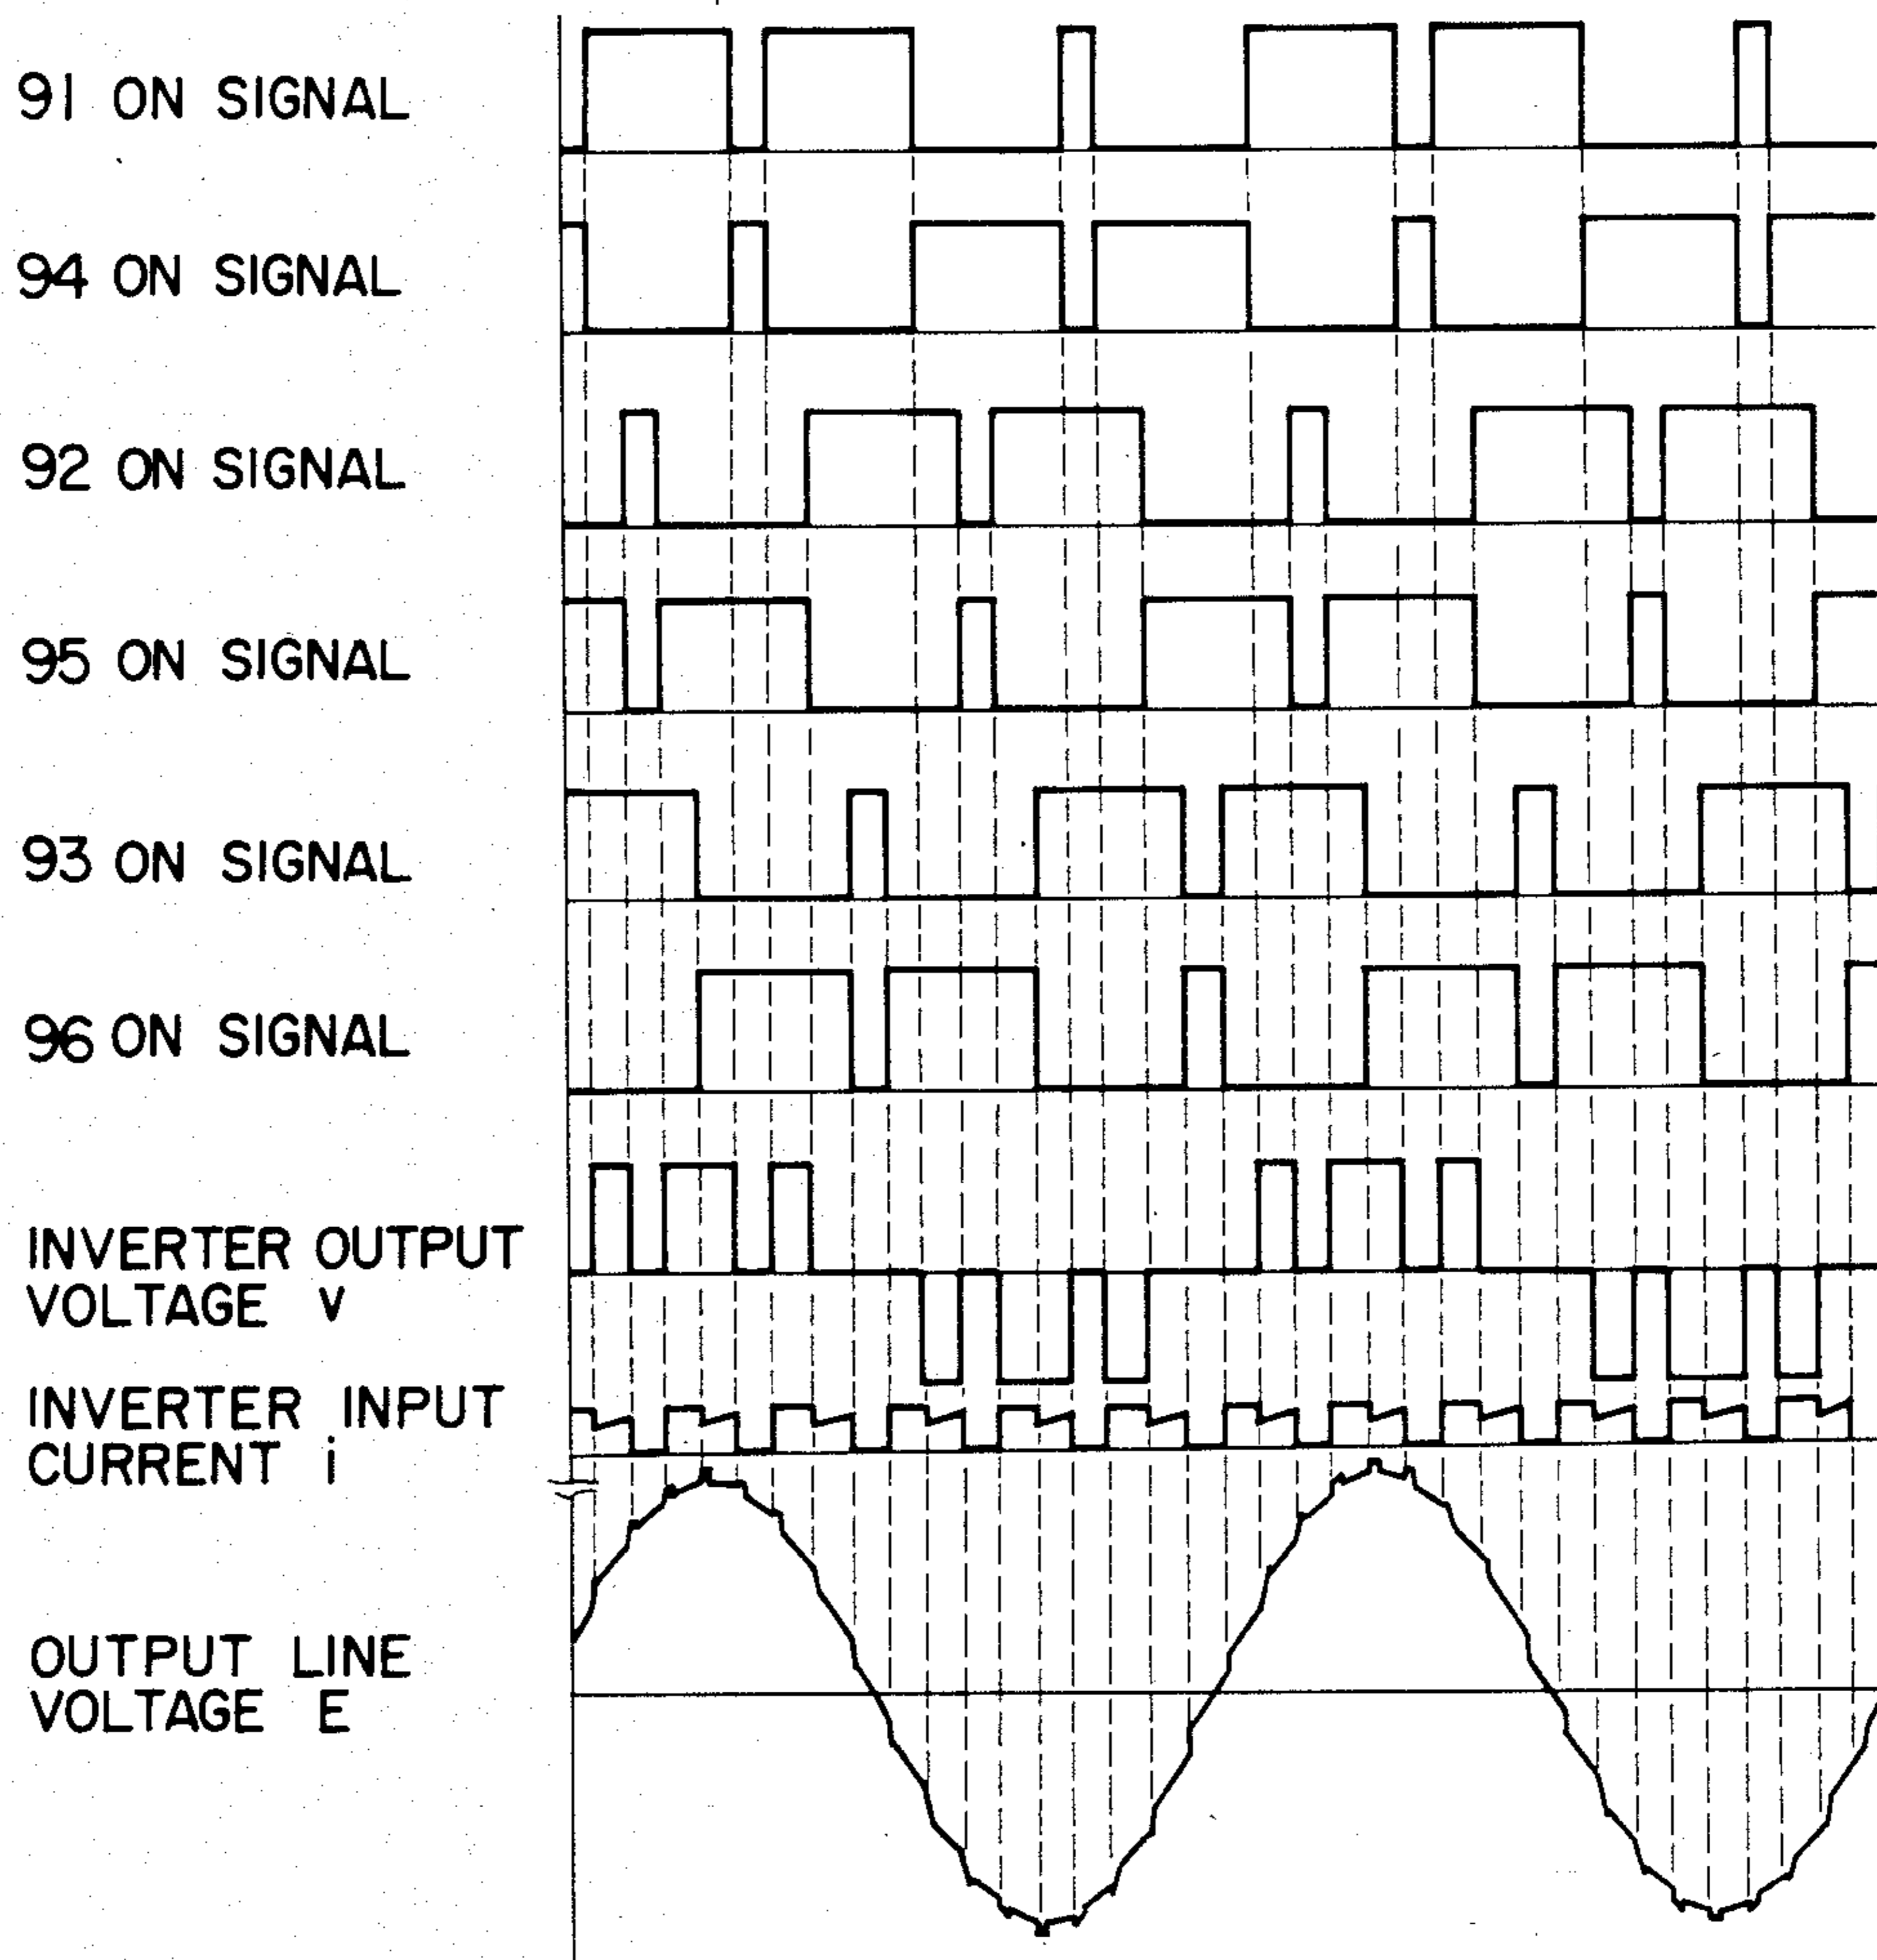 91 ON SIGNAL
94 ON SIGNAL
92 ON SIGNAL
95 ON SIGNAL
93 ON SIGNAL
96 ON SIGNAL
INVERTER OUTPUT
VOLTAGE v
INVERTER INPUT
CURRENT i
OUTPUT LINE
VOLTAGE E